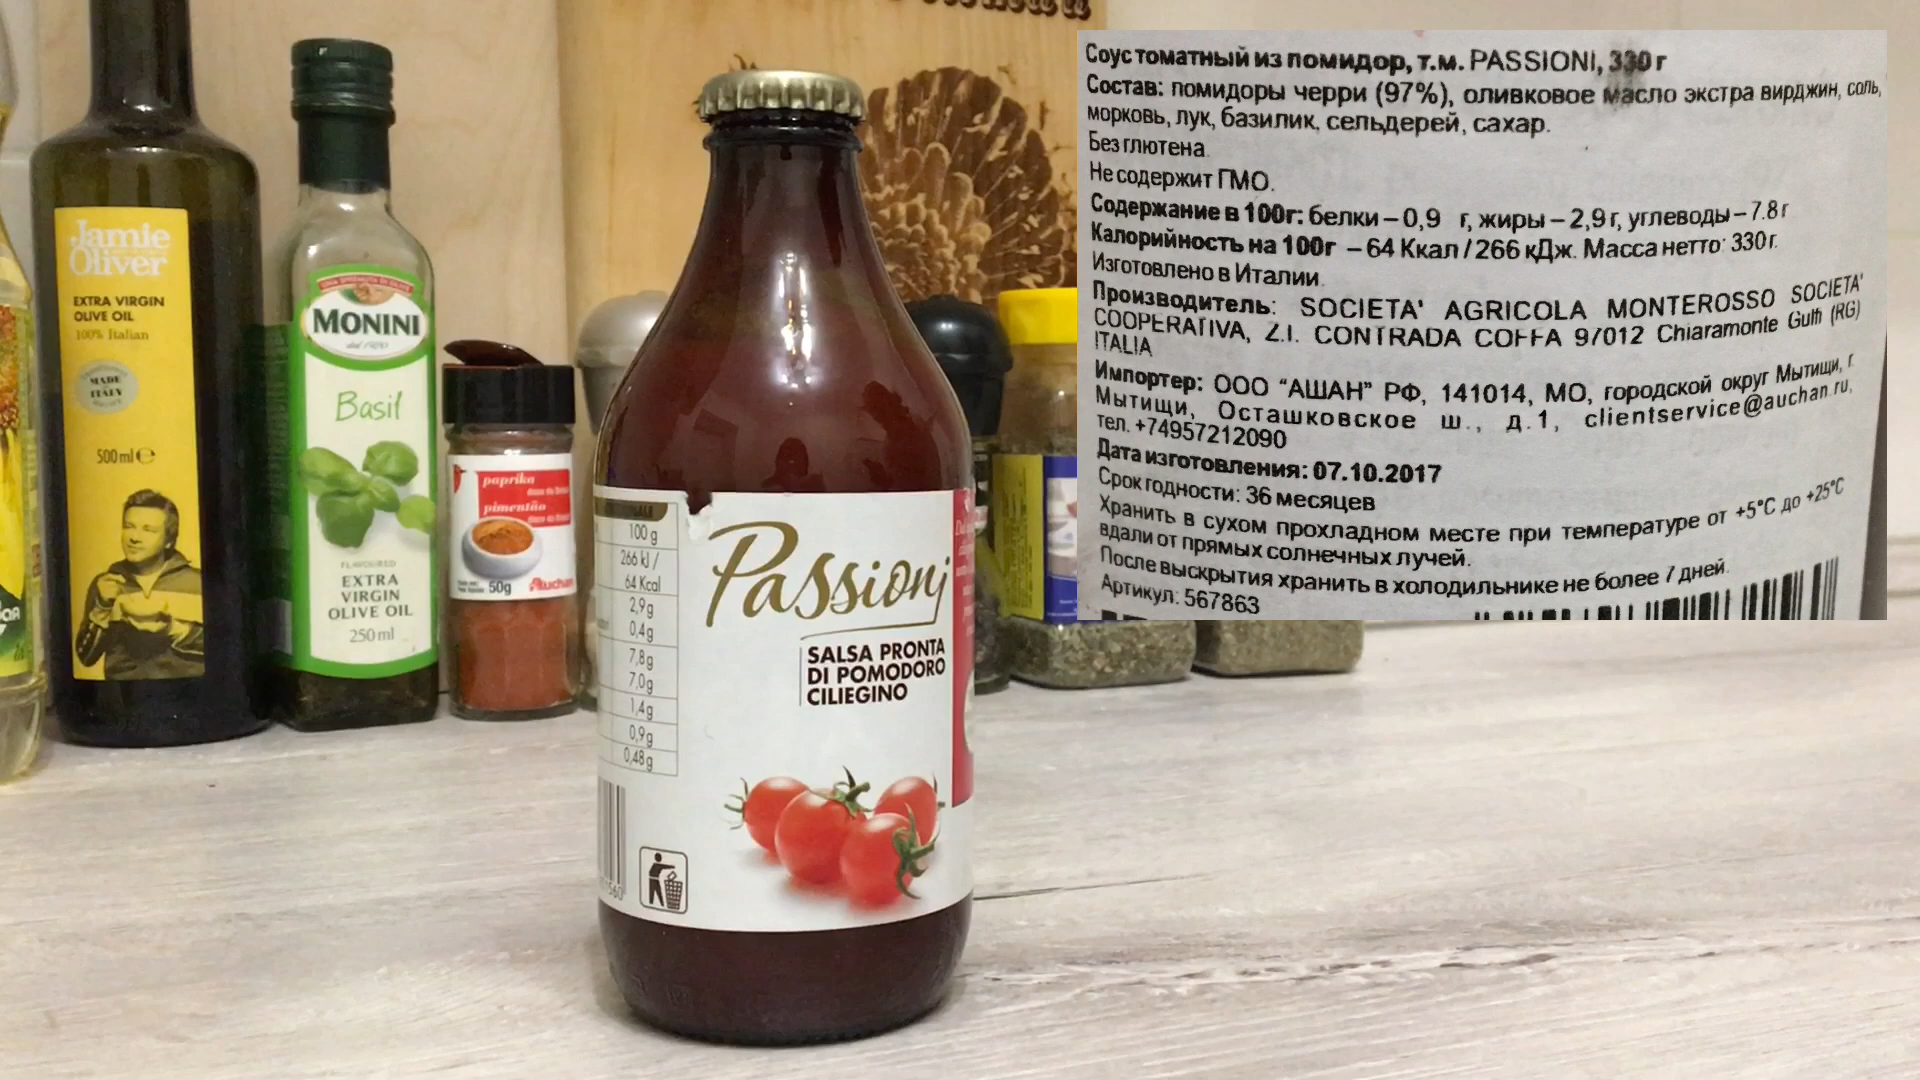 Jamie
Oliver
EXTRA VIRGIN
OLIVE OIL
100% Italian
MADE
ITALY
500 ml e
MONINI
dal 1920
Basil
FLAVOURED
EXTRA
VIRGIN
OLIVE OIL
250 ml
paprika
pimentão
50g
Auchan
100 g
266 kJ /
64 Kcal
2,9g
0,4g
7,8g
7,0g
1,4g
0,9g
0,48g
Passioni
SALSA PRONTA
DI POMODORO
CILIEGINO
Соус томатный из помидор, т.м. PASSIONI, 330 г
Состав: помидоры черри (97%), оливковое масло экстра вирджин, соль,
морковь, лук, базилик, сельдерей, сахар.
Без глютена.
Не содержит ГМО.
Содержание в 100г: белки – 0,9 г, жиры – 2,9 г, углеводы – 7.8 г
Калорийность на 100г – 64 Ккал / 266 кДж. Масса нетто: 330 г.
Изготовлено в Италии.
Производитель: SOCIETA' AGRICOLA MONTEROSSO SOCIETA'
COOPERATIVA, Z.I. CONTRADA COFFA 97012 Chiaramonte Gulfi (RG)
ITALIA
Импортер: ООО "АШАН" РФ, 141014, МО, городской округ Мытищи, г.
Мытищи, Осташковское ш., д.1, clientservice@auchan.ru,
тел. +74957212090
Дата изготовления: 07.10.2017
Срок годности: 36 месяцев
Хранить в сухом прохладном месте при температуре от +5°C до +25°C
вдали от прямых солнечных лучей.
После вскрытия хранить в холодильнике не более 7 дней.
Артикул: 567863